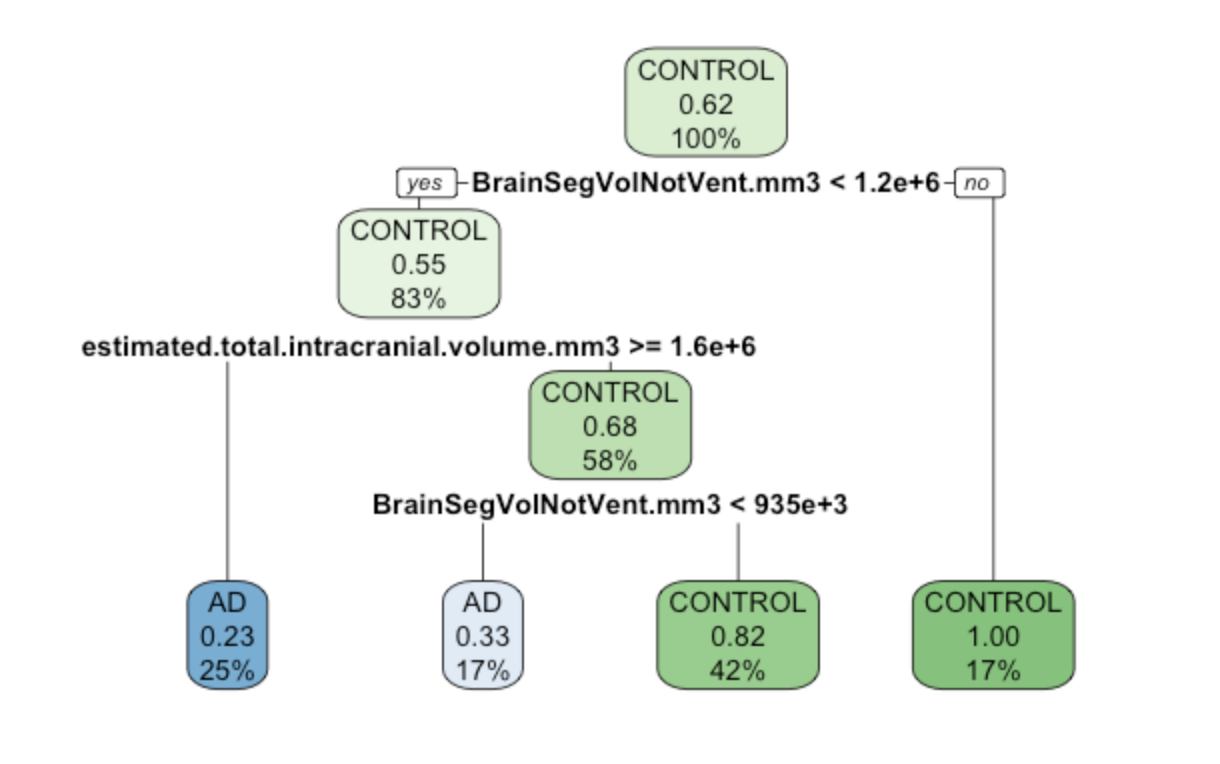 CONTROL
0.62
100%
yes BrainSegVolNotVent.mm3 < 1.2e+6 no
CONTROL
0.55
83%
estimated.total.intracranial.volume.mm3 >= 1.6e+6
CONTROL
0.68
58%
BrainSegVolNotVent.mm3 < 935e+3
AD
0.23
25%
AD
0.33
17%
CONTROL
0.82
42%
CONTROL
1.00
17%